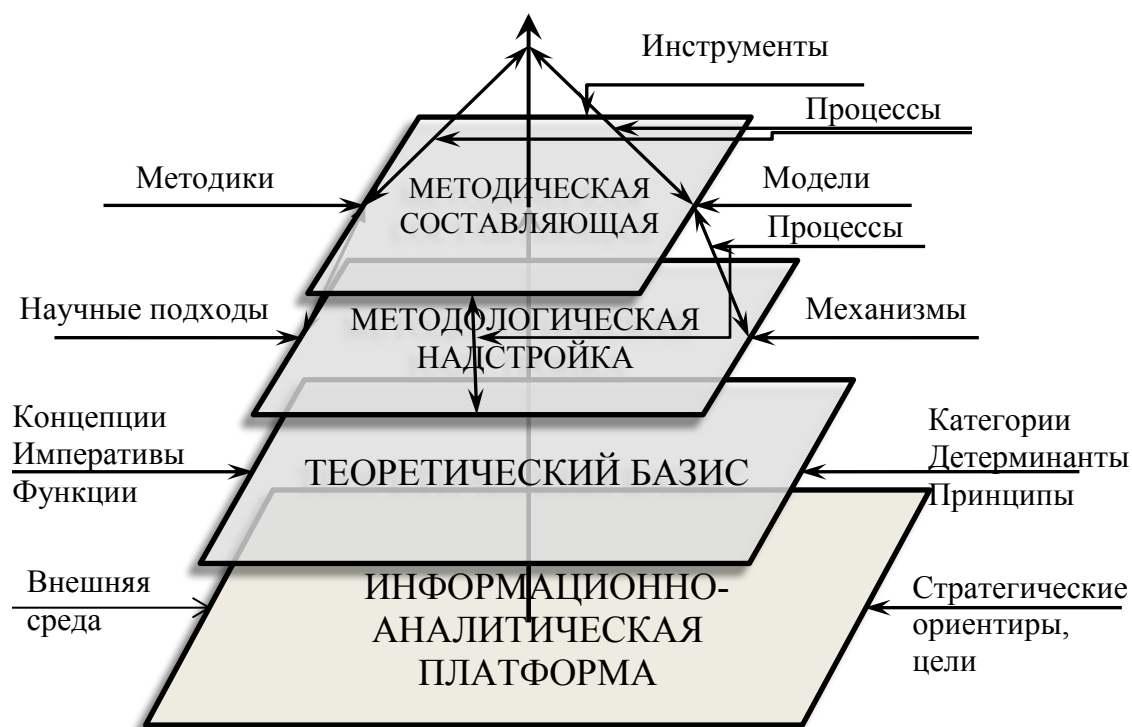 Инструменты
Процессы
Методики
МЕТОДИЧЕСКАЯ
СОСТАВЛЯЮЩАЯ
Модели
Процессы
Научные подходы
МЕТОДОЛОГИЧЕСКАЯ
НАДСТРОЙКА
Механизмы
Концепции
Императивы
Функции
ТЕОРЕТИЧЕСКИЙ БАЗИС
Категории
Детерминанты
Принципы
Внешняя
среда
ИНФОРМАЦИОННО-
АНАЛИТИЧЕСКАЯ
ПЛАТФОРМА
Стратегические
ориентиры,
цели